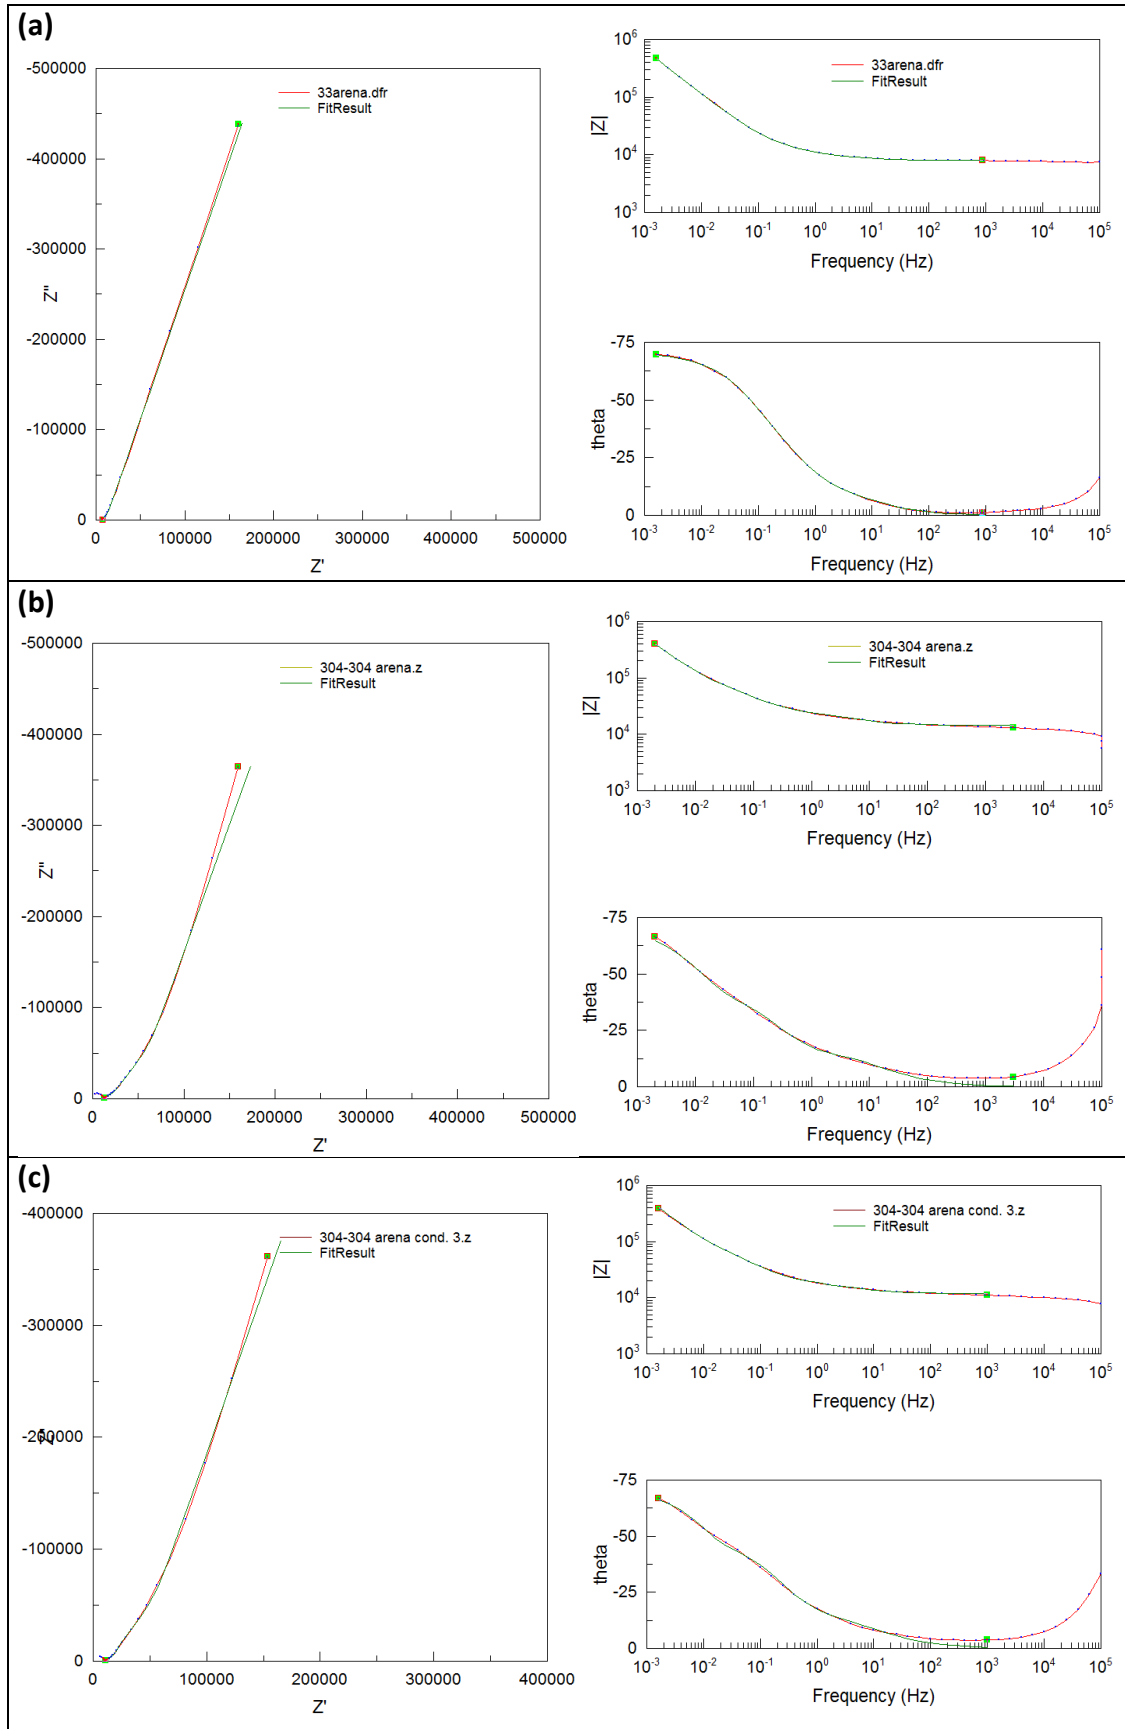 (a)
-500000
-400000
-300000
-200000
-100000
0
Z''
33arena.dfr
FitResult
0 100000 200000 300000 400000 500000
Z'
10^6
10^5
10^4
10^3
|Z|
33arena.dfr
FitResult
10^-3 10^-2 10^-1 10^0 10^1 10^2 10^3 10^4 10^5
Frequency (Hz)
-75
-50
-25
0
theta
10^-3 10^-2 10^-1 10^0 10^1 10^2 10^3 10^4 10^5
Frequency (Hz)
(b)
-500000
-400000
-300000
-200000
-100000
0
Z''
304-304 arena.z
FitResult
0 100000 200000 300000 400000 500000
Z'
10^6
10^5
10^4
10^3
|Z|
304-304 arena.z
FitResult
10^-3 10^-2 10^-1 10^0 10^1 10^2 10^3 10^4 10^5
Frequency (Hz)
-75
-50
-25
0
theta
10^-3 10^-2 10^-1 10^0 10^1 10^2 10^3 10^4 10^5
Frequency (Hz)
(c)
-400000
-300000
-200000
-100000
0
Z''
304-304 arena cond. 3.z
FitResult
0 100000 200000 300000 400000
Z'
10^6
10^5
10^4
10^3
|Z|
304-304 arena cond. 3.z
FitResult
10^-3 10^-2 10^-1 10^0 10^1 10^2 10^3 10^4 10^5
Frequency (Hz)
-75
-50
-25
0
theta
10^-3 10^-2 10^-1 10^0 10^1 10^2 10^3 10^4 10^5
Frequency (Hz)